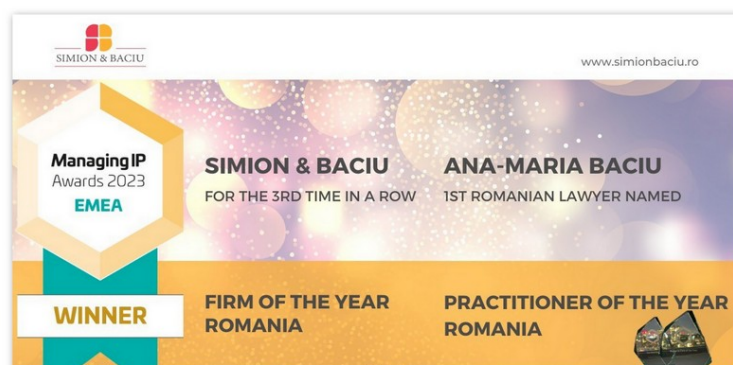 SIMION & BACIU
www.simionbaciu.ro
Managing IP
Awards 2023
EMEA
SIMION & BACIU
FOR THE 3RD TIME IN A ROW
ANA-MARIA BACIU
1ST ROMANIAN LAWYER NAMED
WINNER
FIRM OF THE YEAR
ROMANIA
PRACTITIONER OF THE YEAR
ROMANIA